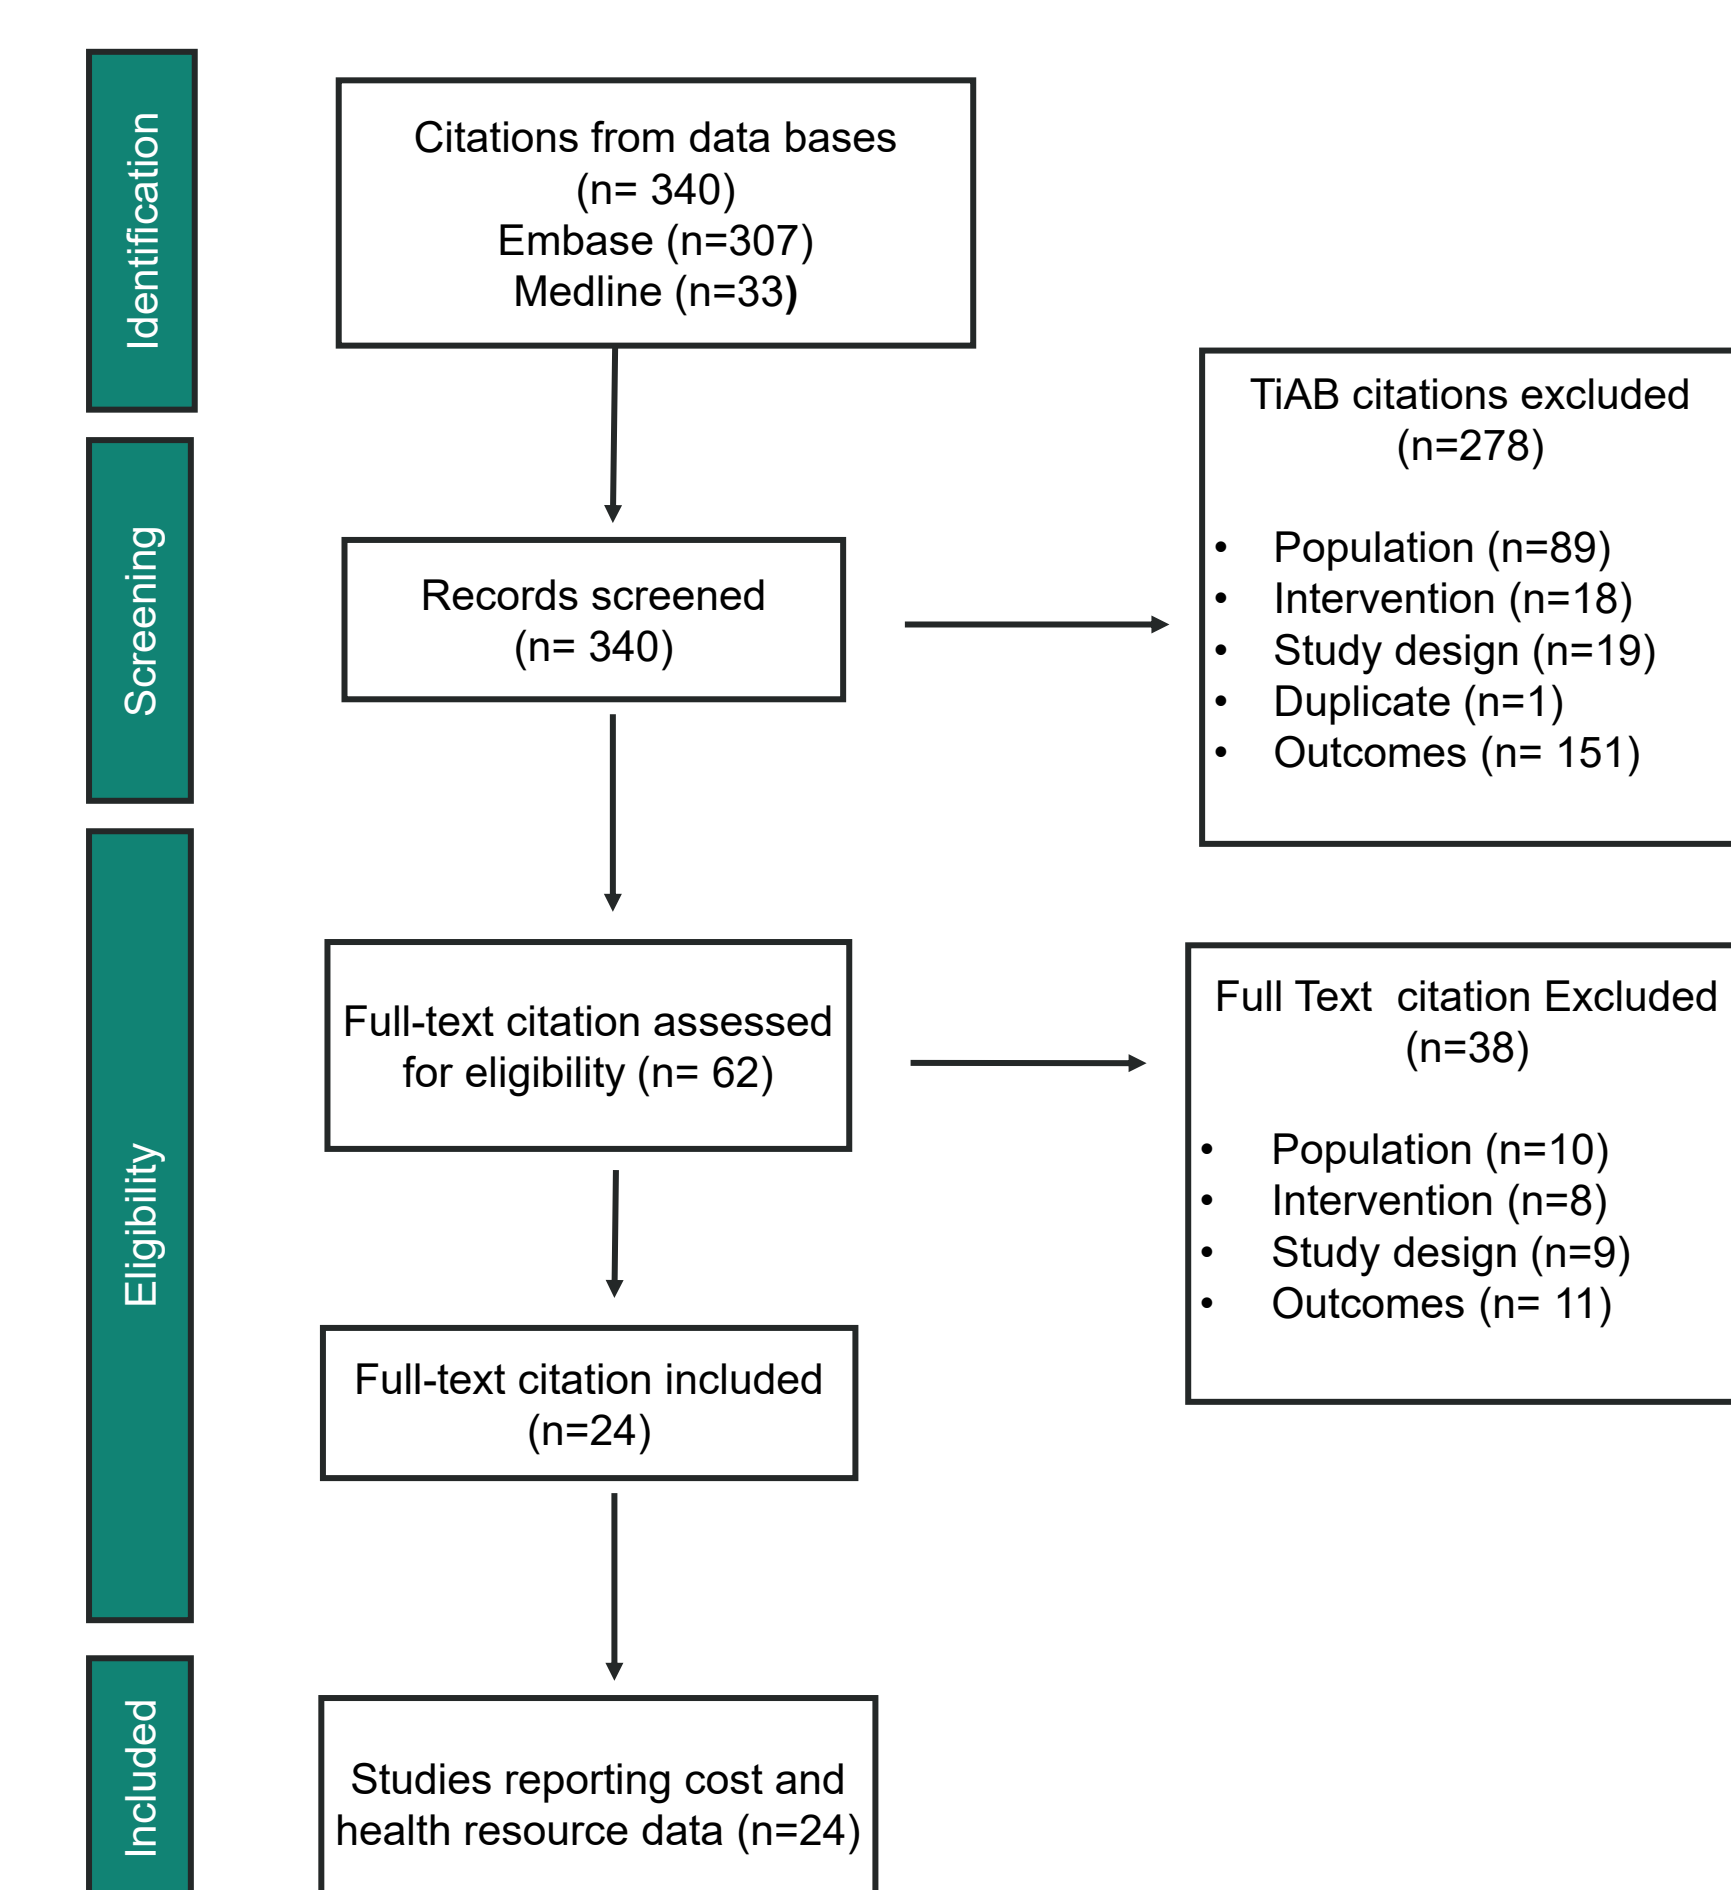 Identification
Citations from data bases
(n= 340)
Embase (n=307)
Medline (n=33)
Screening
Records screened
(n= 340)
TiAB citations excluded
(n=278)
• Population (n=89)
• Intervention (n=18)
• Study design (n=19)
• Duplicate (n=1)
• Outcomes (n= 151)
Eligibility
Full-text citation assessed
for eligibility (n= 62)
Full Text  citation Excluded
(n=38)
• Population (n=10)
• Intervention (n=8)
• Study design (n=9)
• Outcomes (n= 11)
Full-text citation included
(n=24)
Included
Studies reporting cost and
health resource data (n=24)